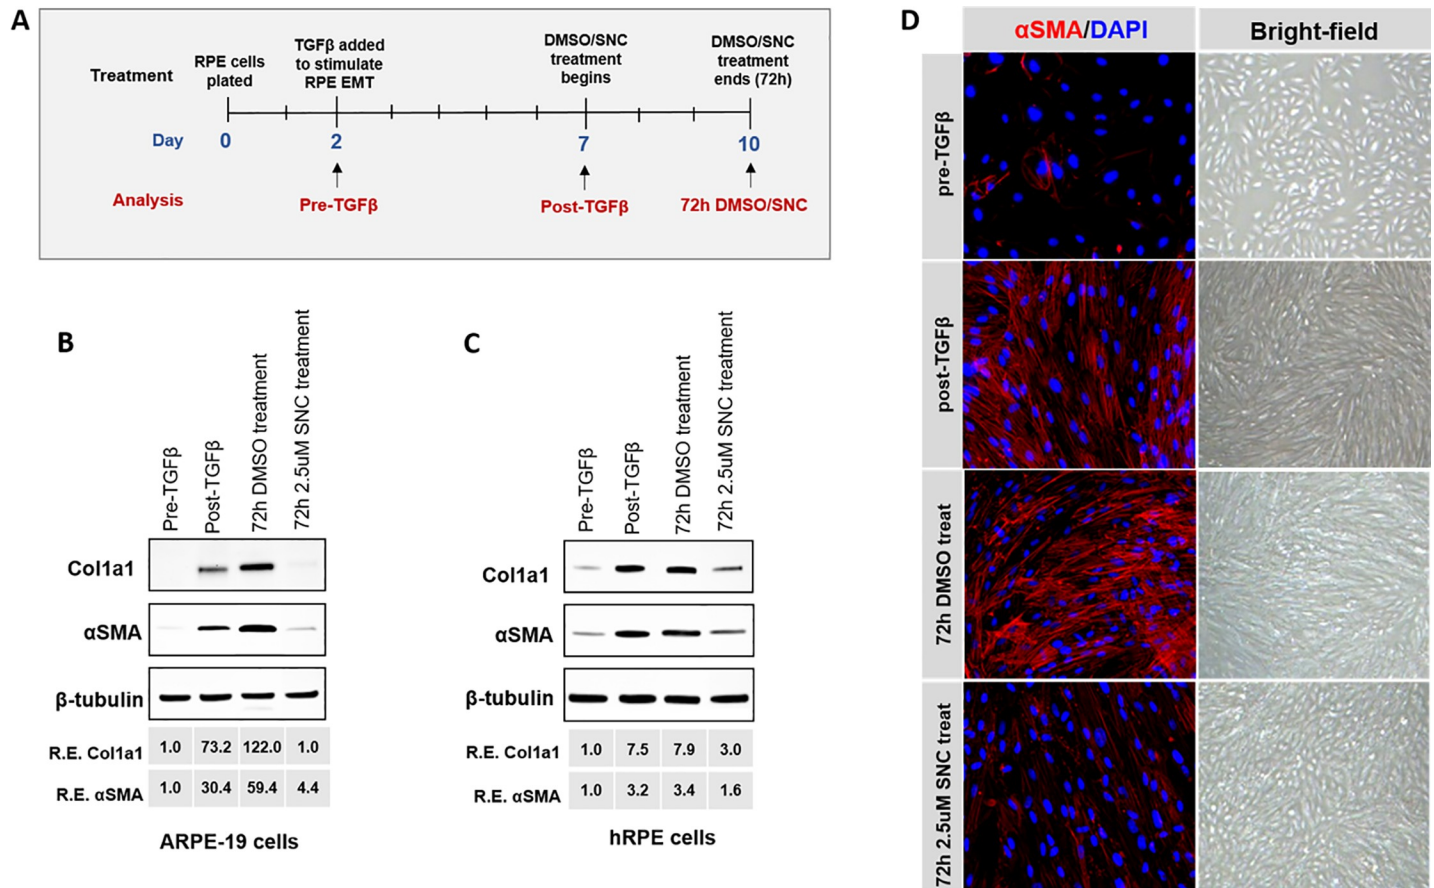 A
Treatment
RPE cells
plated
TGFβ added
to stimulate
RPE EMT
DMSO/SNC
treatment
begins
DMSO/SNC
treatment
ends (72h)
Day
0
2
7
10
Analysis
Pre-TGFβ
Post-TGFβ
72h DMSO/SNC
B
Pre-TGFβ
Post-TGFβ
72h DMSO treatment
72h 2.5uM SNC treatment
Col1a1
αSMA
β-tubulin
R.E. Col1a1 1.0 73.2 122.0 1.0
R.E. αSMA 1.0 30.4 59.4 4.4
ARPE-19 cells
C
Pre-TGFβ
Post-TGFβ
72h DMSO treatment
72h 2.5uM SNC treatment
Col1a1
αSMA
β-tubulin
R.E. Col1a1 1.0 7.5 7.9 3.0
R.E. αSMA 1.0 3.2 3.4 1.6
hRPE cells
D
αSMA/DAPI
Bright-field
pre-TGFβ
post-TGFβ
72h DMSO treat
72h 2.5uM SNC treat